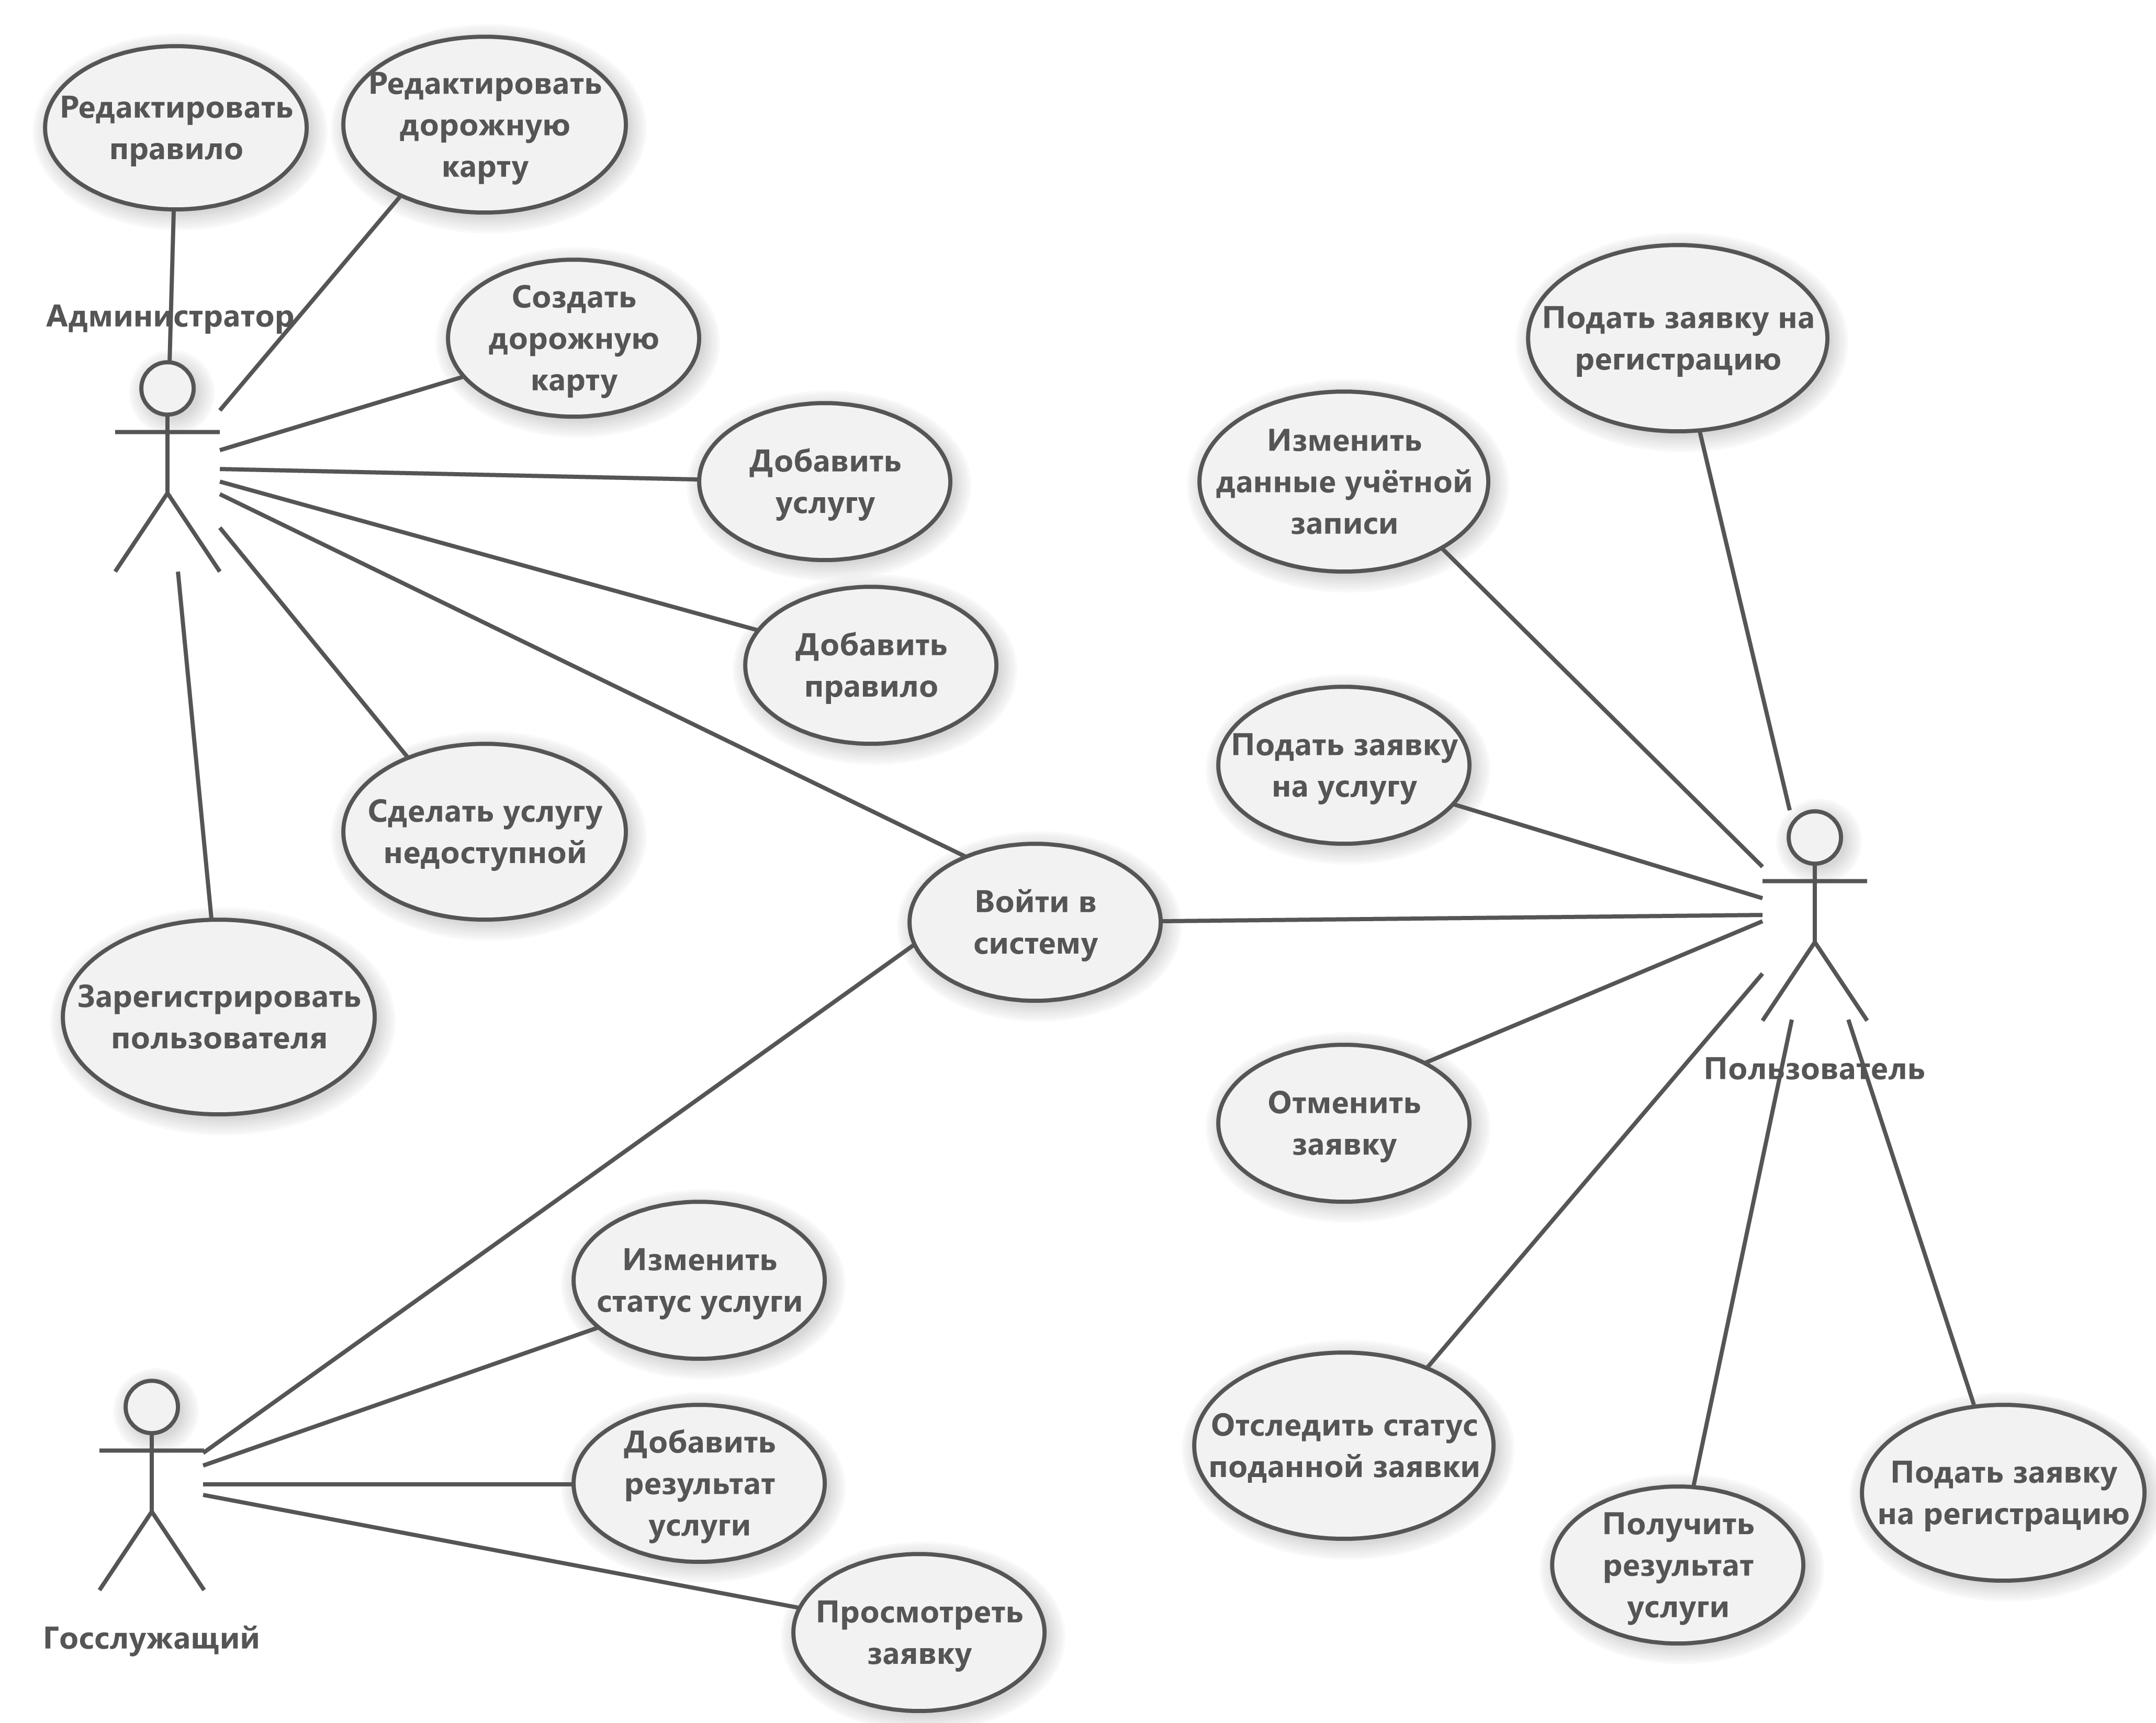 Редактировать
правило
Редактировать
дорожную
карту
Администратор
Создать
дорожную
карту
Добавить
услугу
Добавить
правило
Сделать услугу
недоступной
Зарегистрировать
пользователя
Войти в
систему
Подать заявку на
регистрацию
Изменить
данные учётной
записи
Подать заявку
на услугу
Пользователь
Отменить
заявку
Отследить статус
поданной заявки
Получить
результат
услуги
Подать заявку
на регистрацию
Изменить
статус услуги
Добавить
результат
услуги
Просмотреть
заявку
Госслужащий